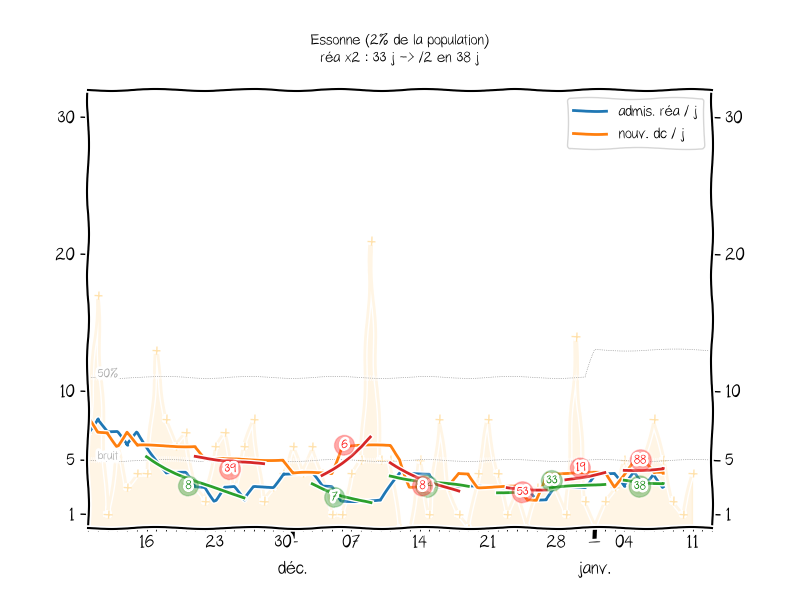 Essonne (2% de la population)
réa x2 : 33 j -> /2 en 38 j
admis. réa / j
nouv. dc / j
30 30
20 20
10 10
5 5
1 1
50%
bruit
39 6 19 88
8 7 8 53 33 38
16 23 30 07 14 21 28 04 11
déc. janv.